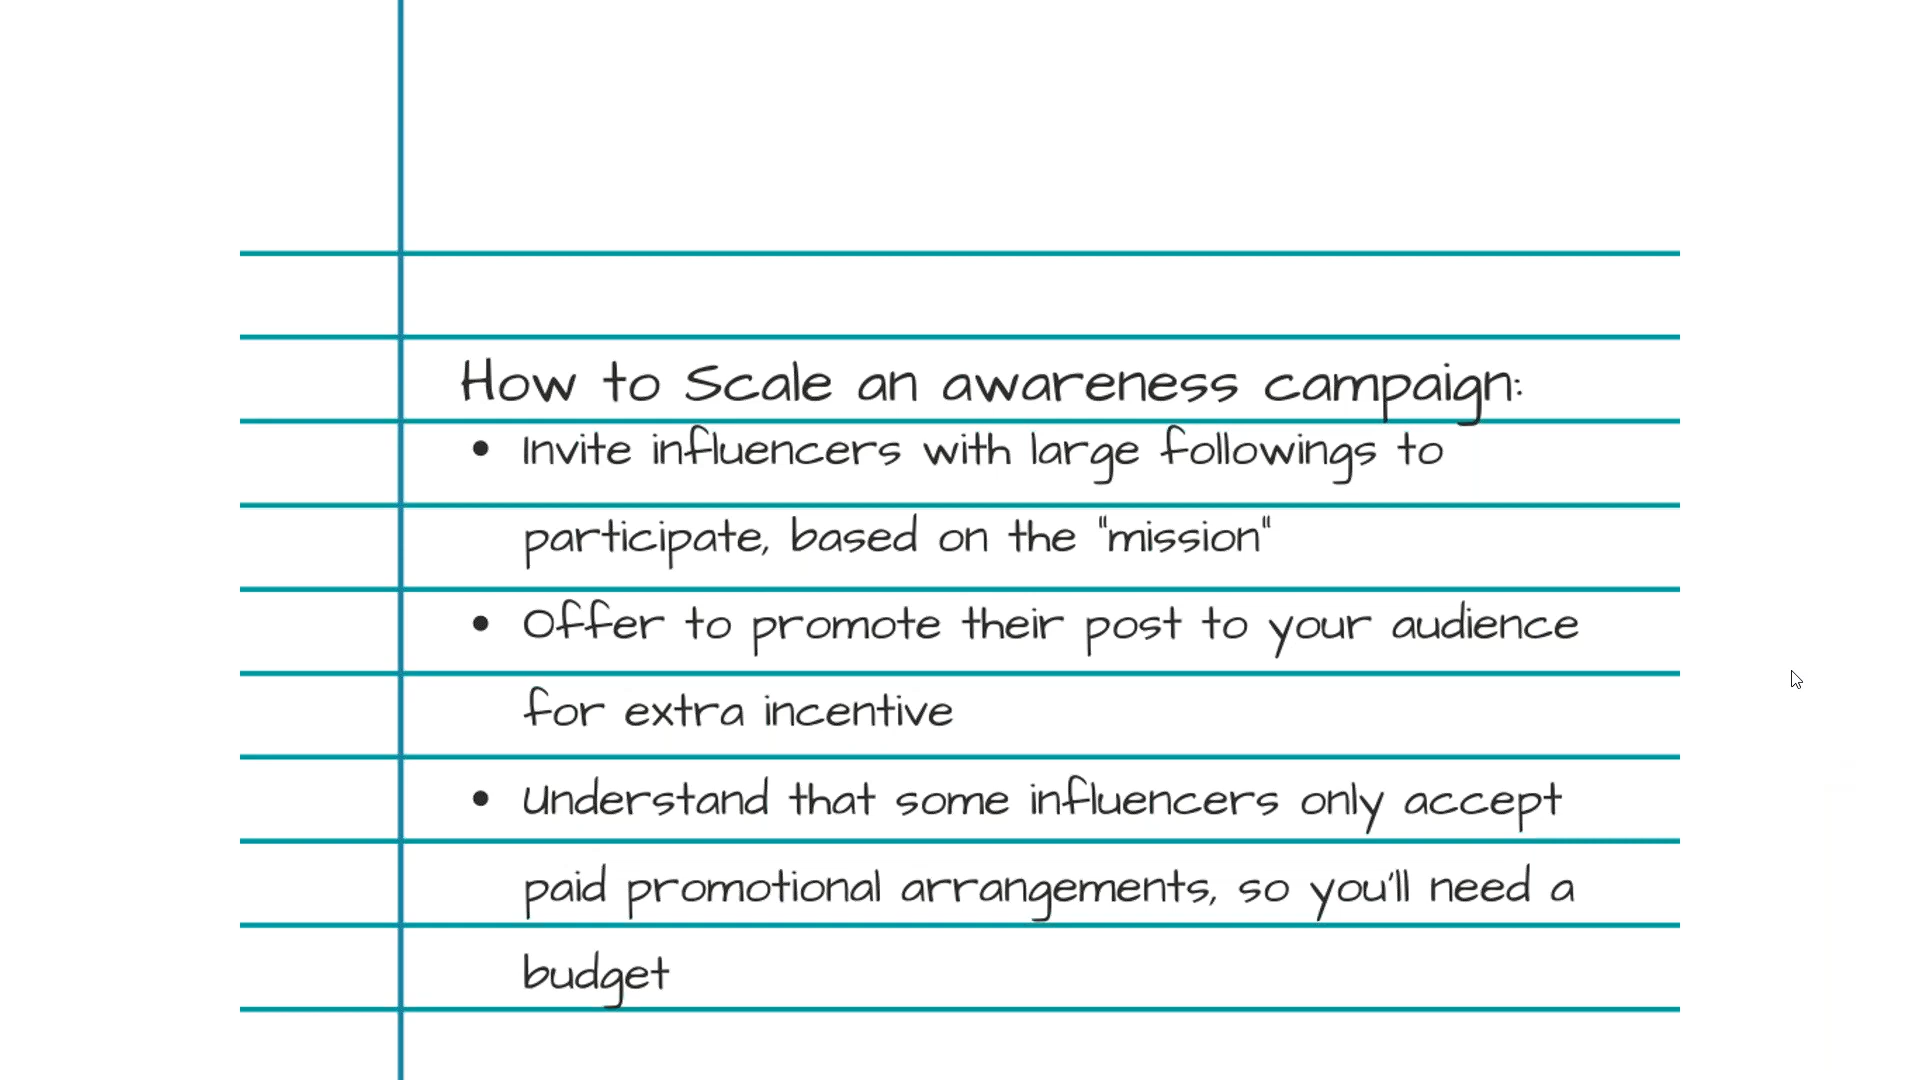 How to Scale an awareness campaign:
• Invite influencers with large followings to
participate, based on the "mission"
• Offer to promote their post to your audience
for extra incentive
• Understand that some influencers only accept
paid promotional arrangements, so you'll need a
budget